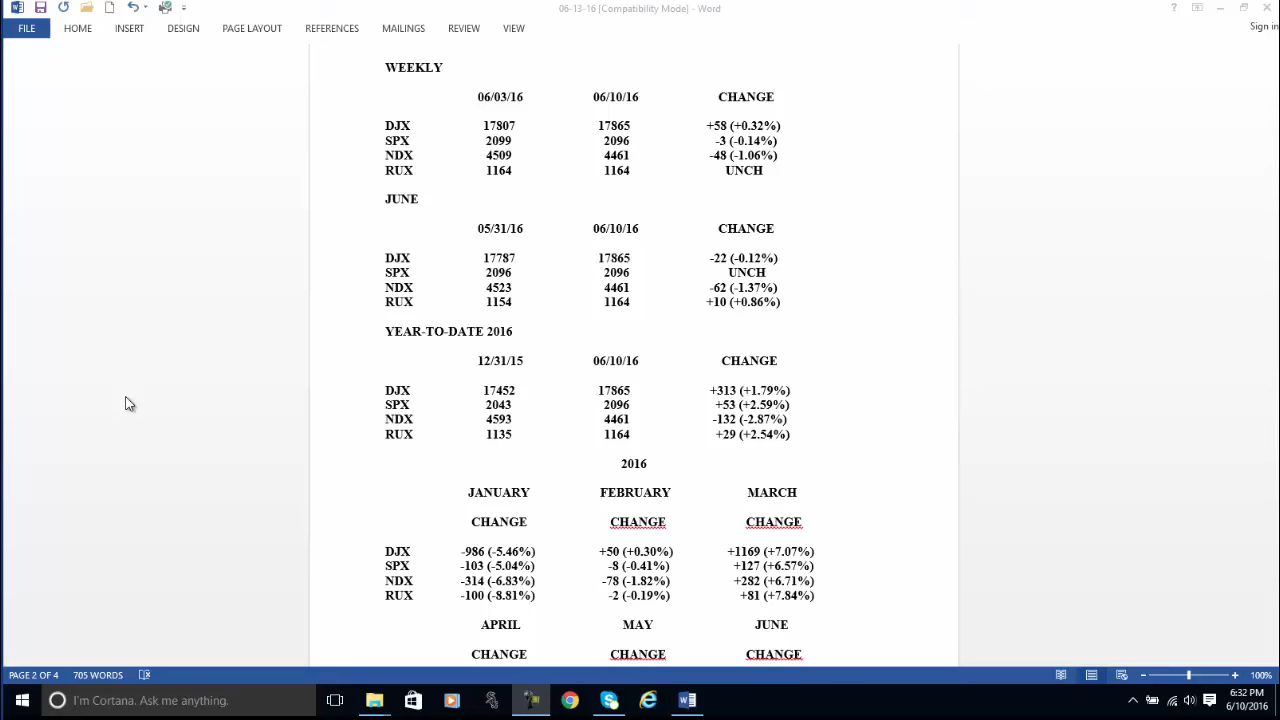 06-13-16 [Compatibility Mode] - Word
FILE HOME INSERT DESIGN PAGE LAYOUT REFERENCES MAILINGS REVIEW VIEW Sign in
WEEKLY
06/03/16 06/10/16 CHANGE
DJX 17807 17865 +58 (+0.32%)
SPX 2099 2096 -3 (-0.14%)
NDX 4509 4461 -48 (-1.06%)
RUX 1164 1164 UNCH
JUNE
05/31/16 06/10/16 CHANGE
DJX 17787 17865 -22 (-0.12%)
SPX 2096 2096 UNCH
NDX 4523 4461 -62 (-1.37%)
RUX 1154 1164 +10 (+0.86%)
YEAR-TO-DATE 2016
12/31/15 06/10/16 CHANGE
DJX 17452 17865 +313 (+1.79%)
SPX 2043 2096 +53 (+2.59%)
NDX 4593 4461 -132 (-2.87%)
RUX 1135 1164 +29 (+2.54%)
2016
JANUARY FEBRUARY MARCH
CHANGE CHANGE CHANGE
DJX -986 (-5.46%) +50 (+0.30%) +1169 (+7.07%)
SPX -103 (-5.04%) -8 (-0.41%) +127 (+6.57%)
NDX -314 (-6.83%) -78 (-1.82%) +282 (+6.71%)
RUX -100 (-8.81%) -2 (-0.19%) +81 (+7.84%)
APRIL MAY JUNE
CHANGE CHANGE CHANGE
PAGE 2 OF 4 705 WORDS 100%
I'm Cortana. Ask me anything. 6:32 PM
6/10/2016